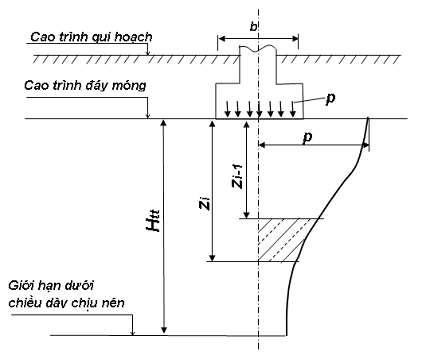 Cao trình qui hoạch
b
Cao trình đáy móng
p
p
Zi-1
Zi
Htt
Giới hạn dưới
chiều dày chịu nén